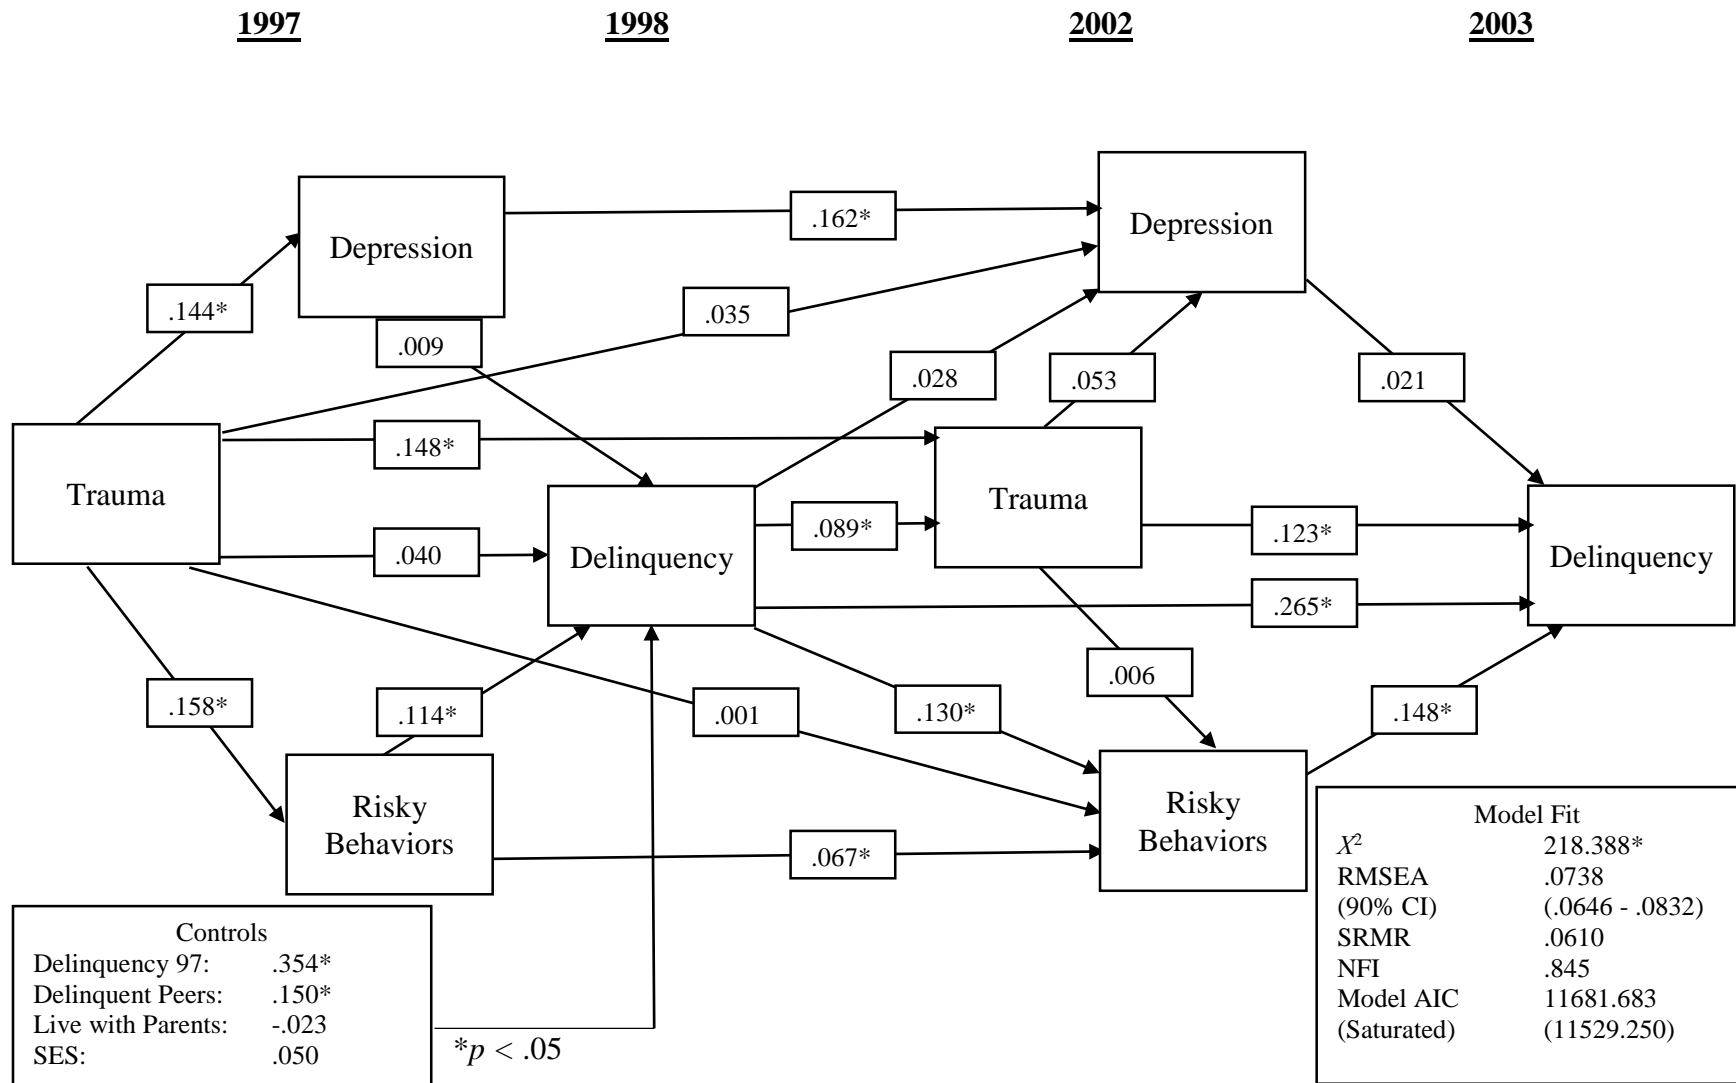 1997 1998 2002 2003
Depression
Depression
.162*
.144*
.035
.009
.028
.053
.021
.148*
Trauma
Trauma
.089*
.123*
.040
Delinquency
Delinquency
.265*
.006
.158*
.114*
.001
.130*
.148*
Risky
Behaviors
Risky
Behaviors
.067*
Model Fit
X² 218.388*
RMSEA .0738
(90% CI) (.0646 - .0832)
SRMR .0610
NFI .845
Model AIC 11681.683
(Saturated) (11529.250)
Controls
Delinquency 97: .354*
Delinquent Peers: .150*
Live with Parents: -.023
SES: .050
*p < .05